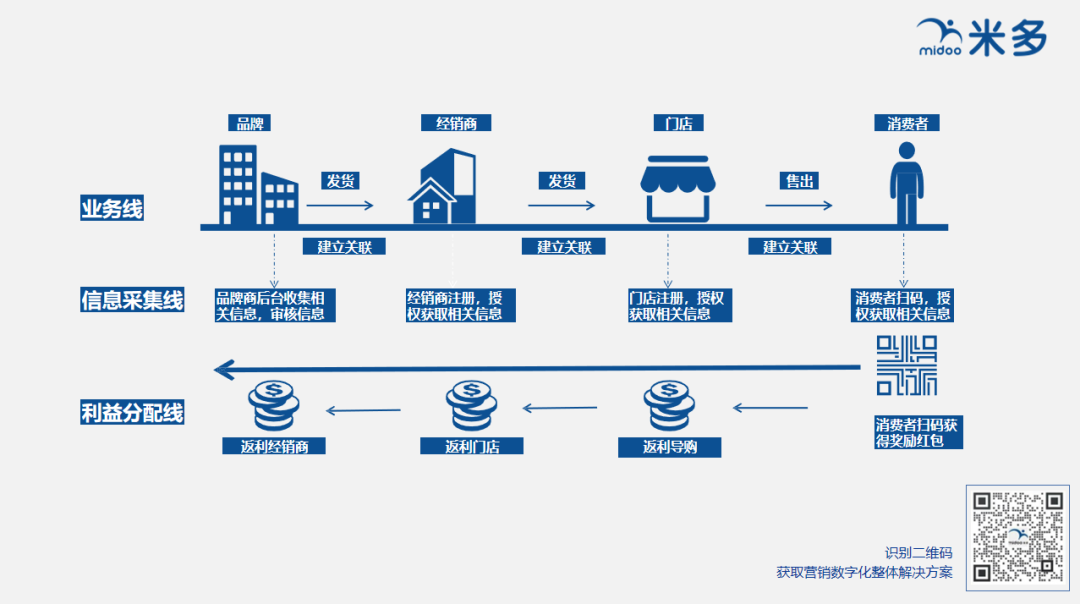 midoo 米多
品牌 经销商 门店 消费者
发货 发货 售出
业务线
建立关联 建立关联 建立关联
信息采集线
品牌商后台收集相
关信息，审核信息
经销商注册，授
权获取相关信息
门店注册，授权
获取相关信息
消费者扫码，授
权获取相关信息
利益分配线
返利经销商 返利门店 返利导购
消费者扫码获
得奖励红包
识别二维码
获取营销数字化整体解决方案